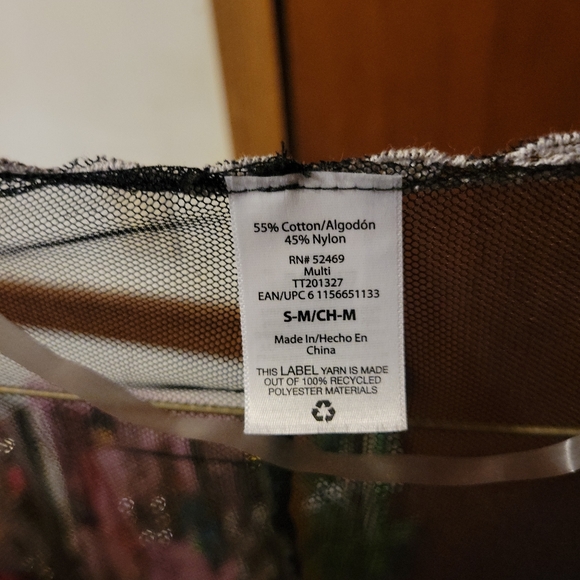 55% Cotton/Algodón
45% Nylon
RN# 52469
Multi
TT201327
EAN/UPC 6 1156651133
S-M/CH-M
Made In/Hecho En
China
THIS LABEL YARN IS MADE
OUT OF 100% RECYCLED
POLYESTER MATERIALS